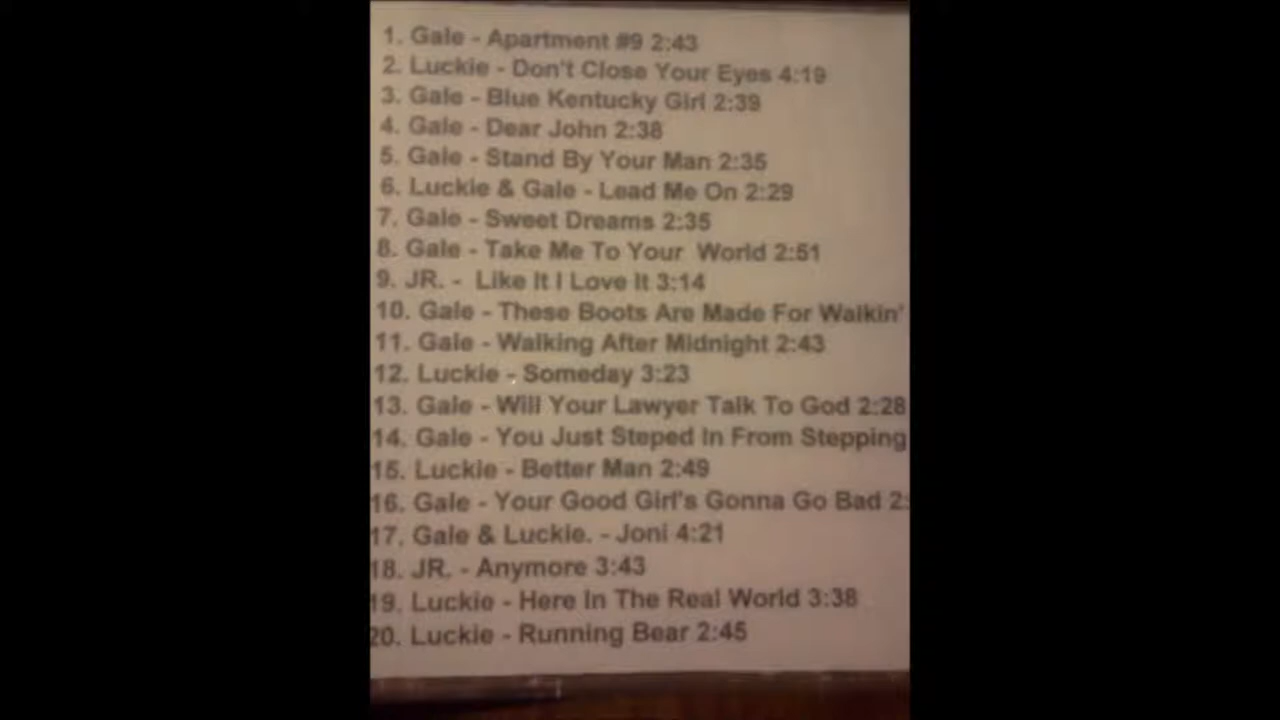 1. Gale - Apartment #9 2:43
2. Luckie - Don't Close Your Eyes 4:19
3. Gale - Blue Kentucky Girl 2:39
4. Gale - Dear John 2:38
5. Gale - Stand By Your Man 2:35
6. Luckie & Gale - Lead Me On 2:29
7. Gale - Sweet Dreams 2:35
8. Gale - Take Me To Your World 2:51
9. JR. - Like It I Love It 3:14
10. Gale - These Boots Are Made For Walkin'
11. Gale - Walking After Midnight 2:43
12. Luckie - Someday 3:23
13. Gale - Will Your Lawyer Talk To God 2:28
14. Gale - You Just Steped In From Stepping
15. Luckie - Better Man 2:49
16. Gale - Your Good Girl's Gonna Go Bad 2:
17. Gale & Luckie. - Joni 4:21
18. JR. - Anymore 3:43
19. Luckie - Here In The Real World 3:38
20. Luckie - Running Bear 2:45